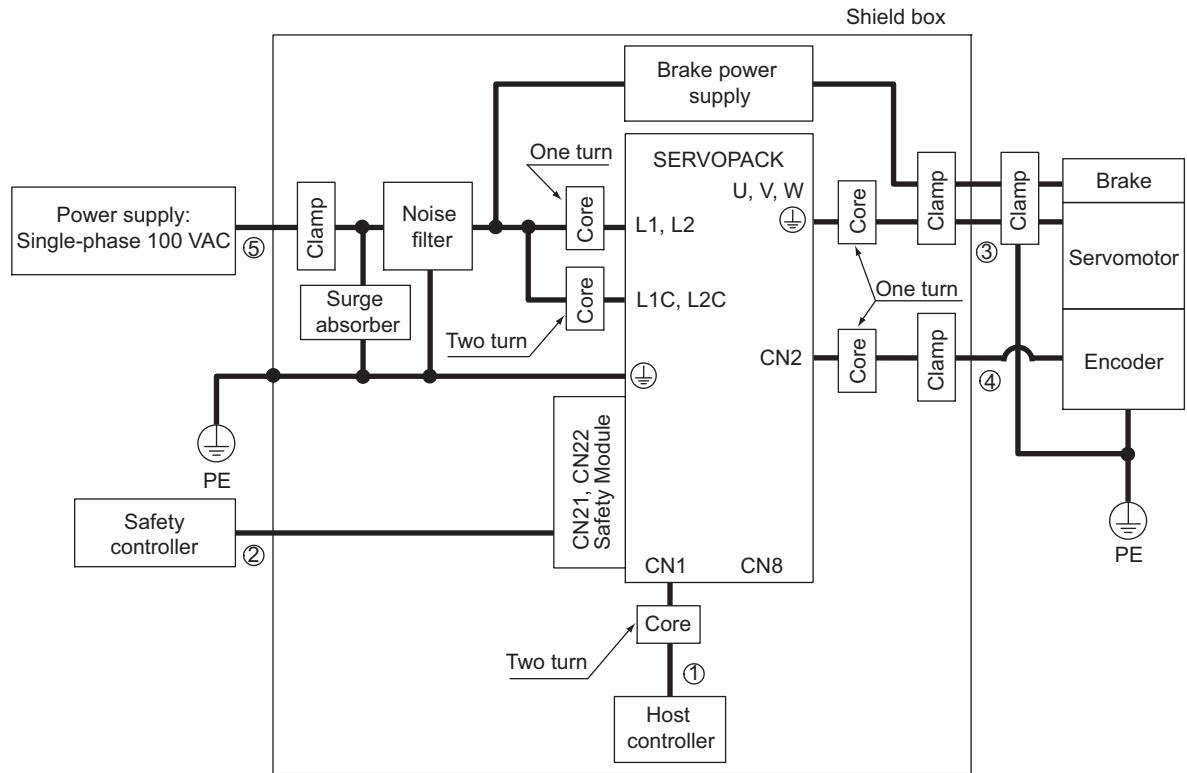 Shield box
Brake power
supply
One turn
SERVOPACK
U, V, W
Power supply:
Single-phase 100 VAC
⑤
Clamp
Noise
filter
Core
L1, L2
Core
Clamp
Clamp
③
Brake
Servomotor
Encoder
Surge
absorber
Core
L1C, L2C
Two turn
One turn
CN2
Core
Clamp
④
PE
CN21, CN22
Safety Module
Safety
controller
②
PE
CN1
CN8
Core
Two turn
①
Host
controller